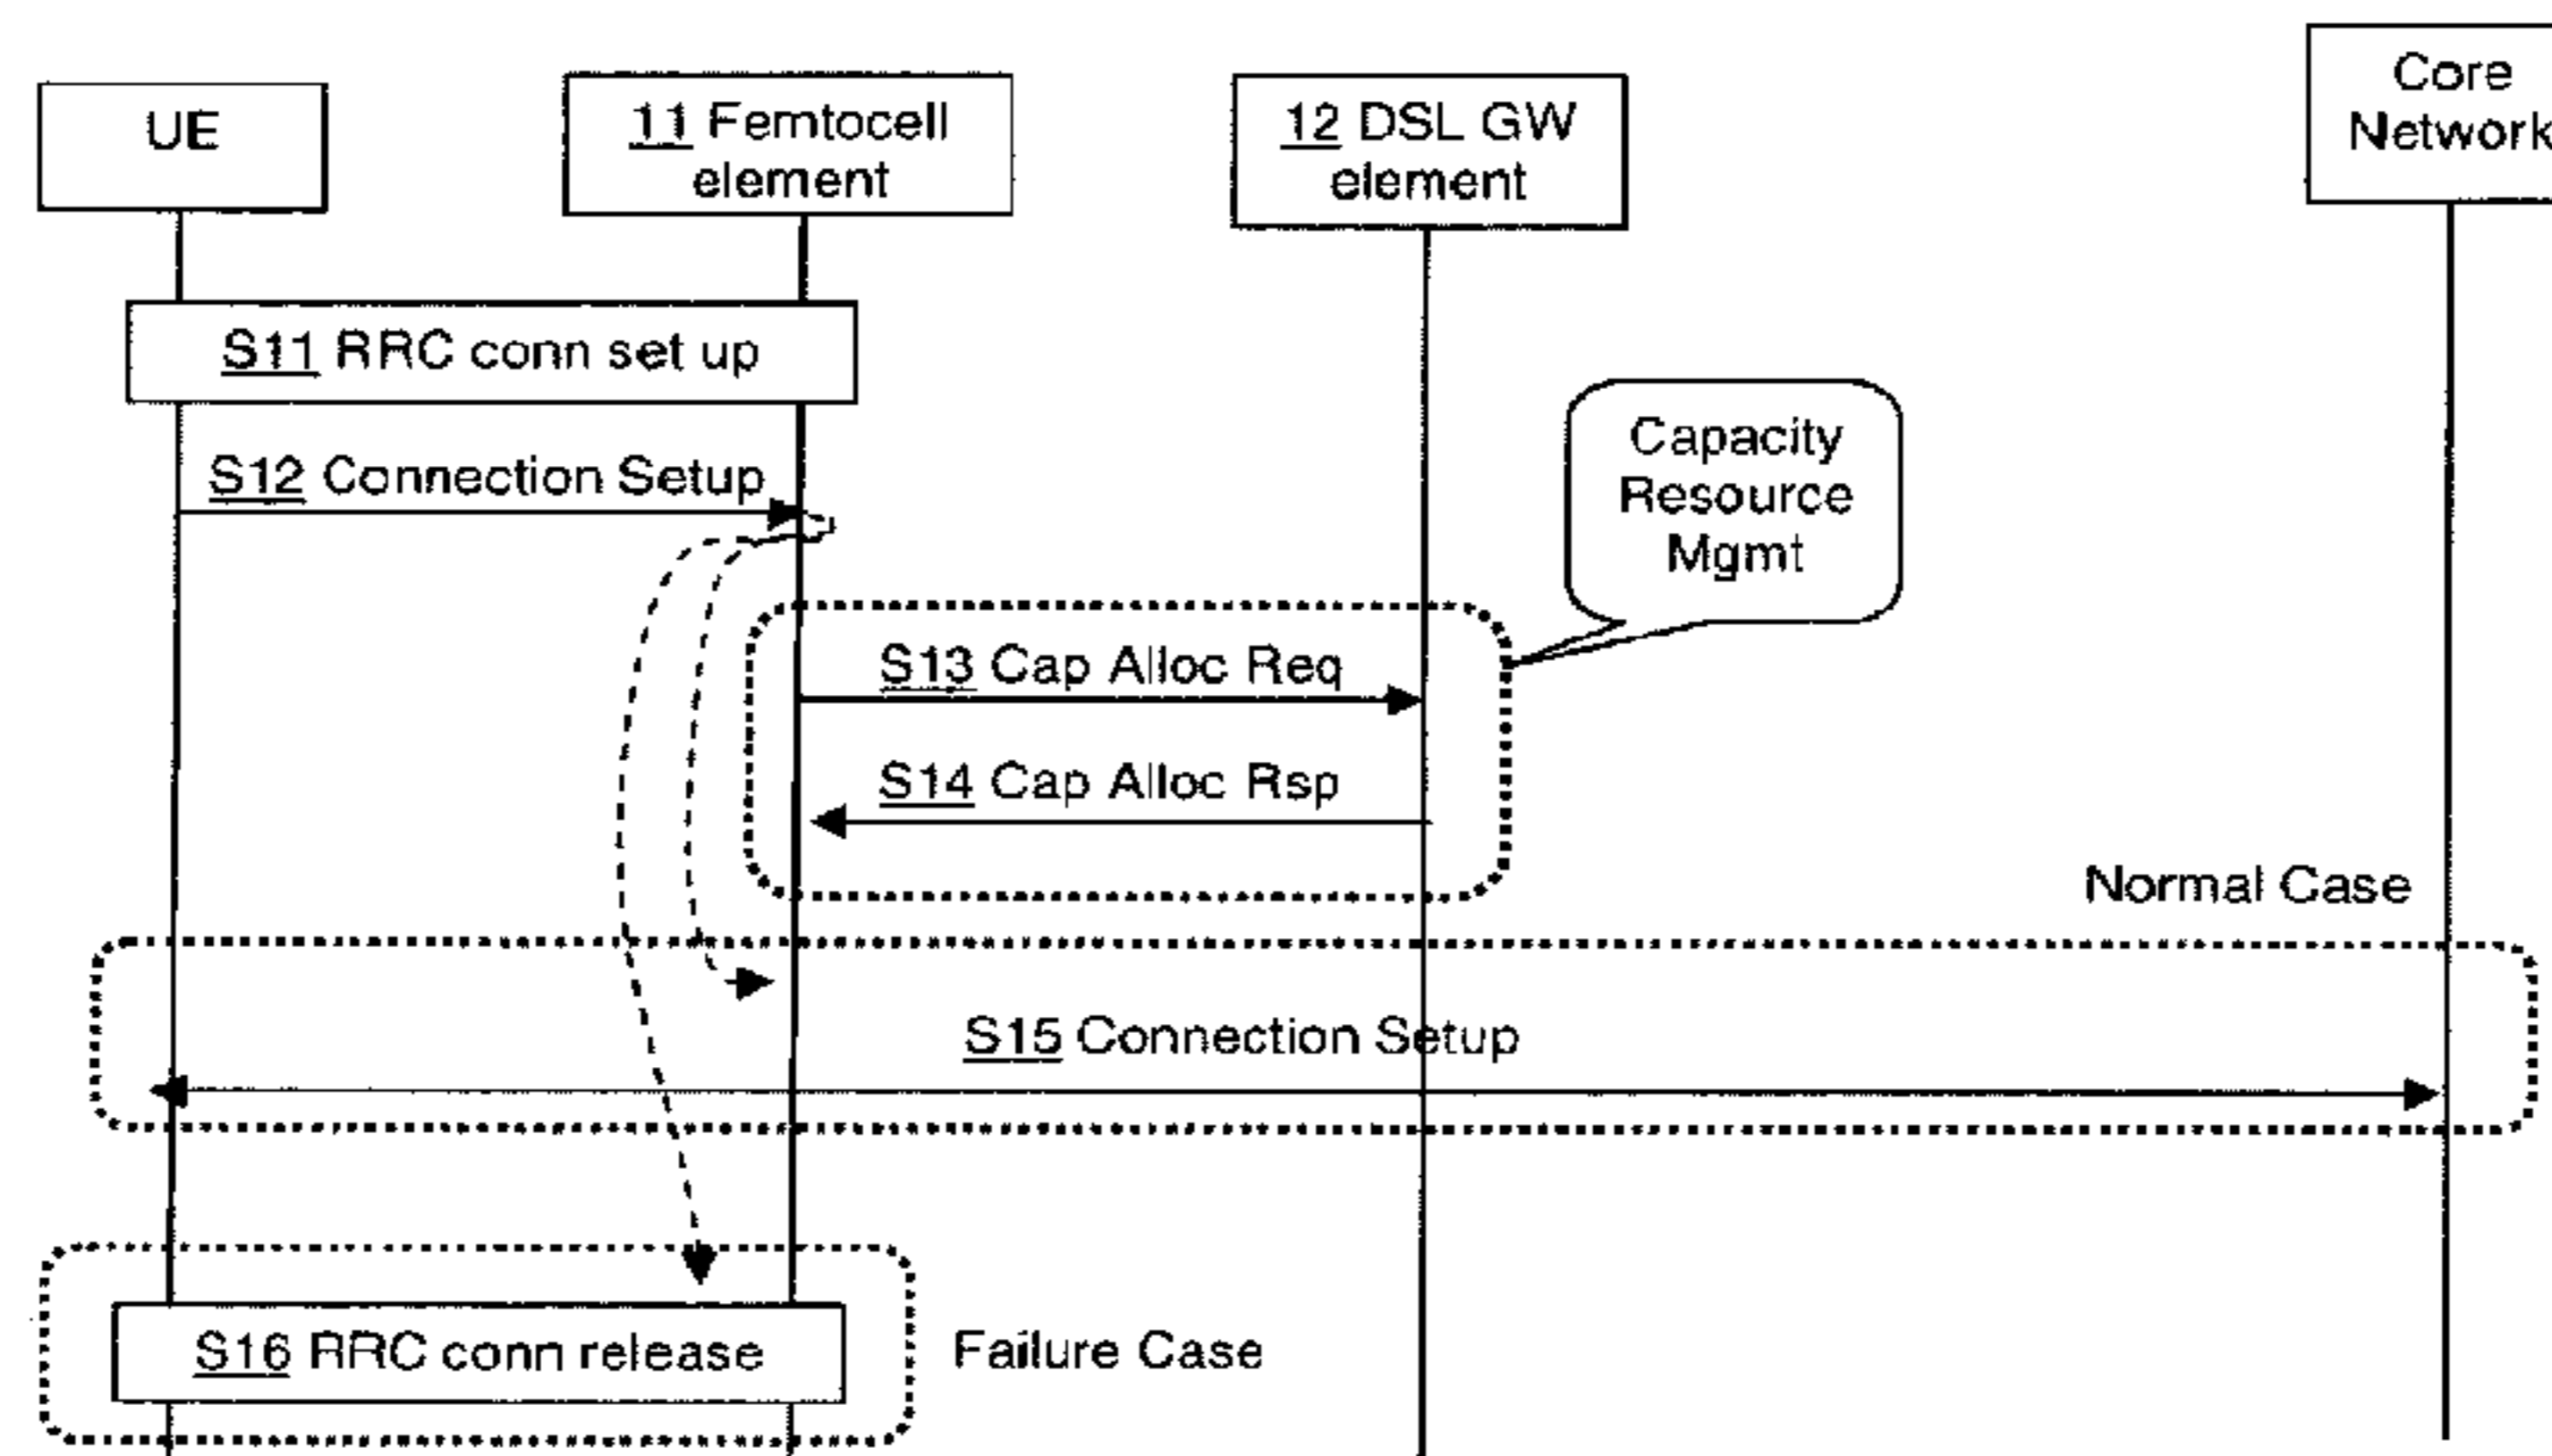 UE
11 Femtocell
element
12 DSL GW
element
Core
Network
S11 RRC conn set up
S12 Connection Setup
Capacity
Resource
Mgmt
S13 Cap Alloc Req
S14 Cap Alloc Rsp
Normal Case
S15 Connection Setup
S16 RRC conn release
Failure Case